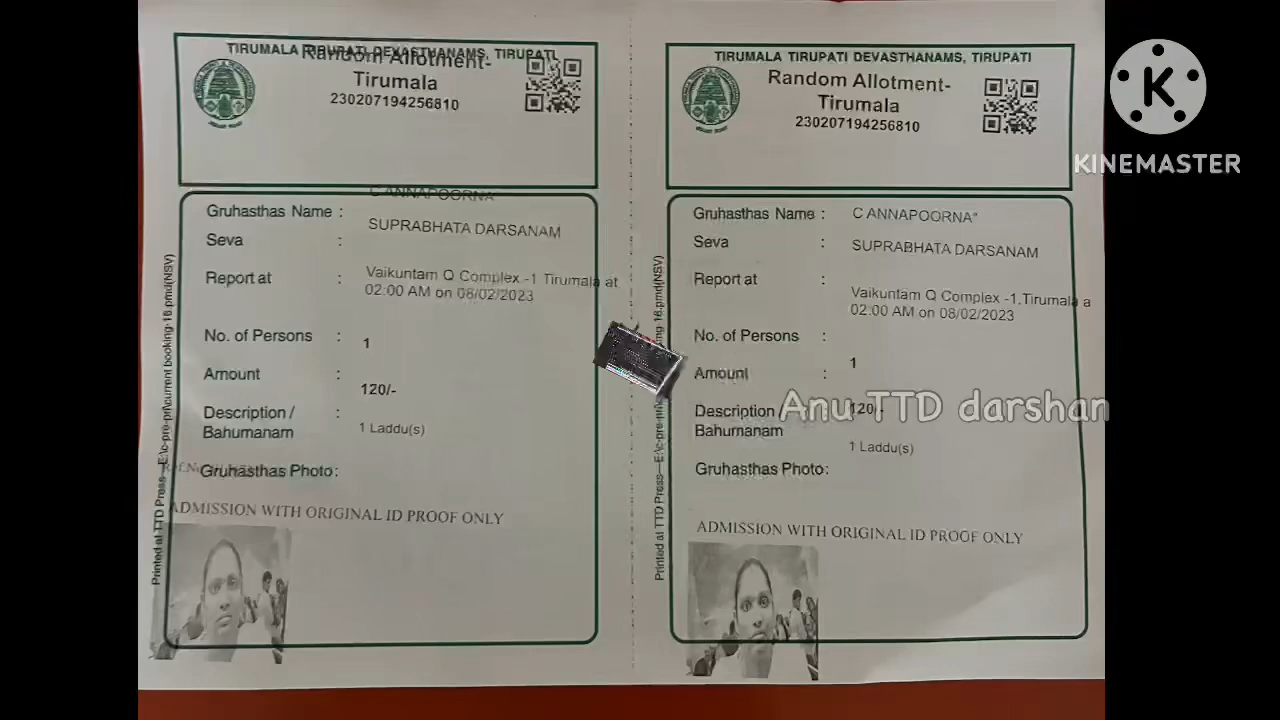 TIRUMALA TIRUPATI DEVASTHANAMS, TIRUPATI
Random Allotment-
Tirumala
230207194256810
C ANNAPOORNA
Gruhasthas Name :
SUPRABHATA DARSANAM
Seva :
Report at : Vaikuntam Q Complex -1 Tirumala at
02:00 AM on 08/02/2023
No. of Persons : 1
Amount : 120/-
Description / :
Bahumanam 1 Laddu(s)
Gruhasthas Photo:
ADMISSION WITH ORIGINAL ID PROOF ONLY
Printed at TTD Press—E:\c-pre-pri\current booking-16.pmd(NSV)
TIRUMALA TIRUPATI DEVASTHANAMS, TIRUPATI
Random Allotment-
Tirumala
230207194256810
Gruhasthas Name : C ANNAPOORNA"
Seva : SUPRABHATA DARSANAM
Report at :
Vaikuntam Q Complex -1.Tirumala a
02:00 AM on 08/02/2023
No. of Persons :
1
Amount :
Description / 120/-
Bahumanam
1 Laddu(s)
Gruhasthas Photo:
ADMISSION WITH ORIGINAL ID PROOF ONLY
Printed at TTD Press—E:\c-pre-pri
16.pmd(NSV)
Anu TTD darshan
K
KINEMASTER